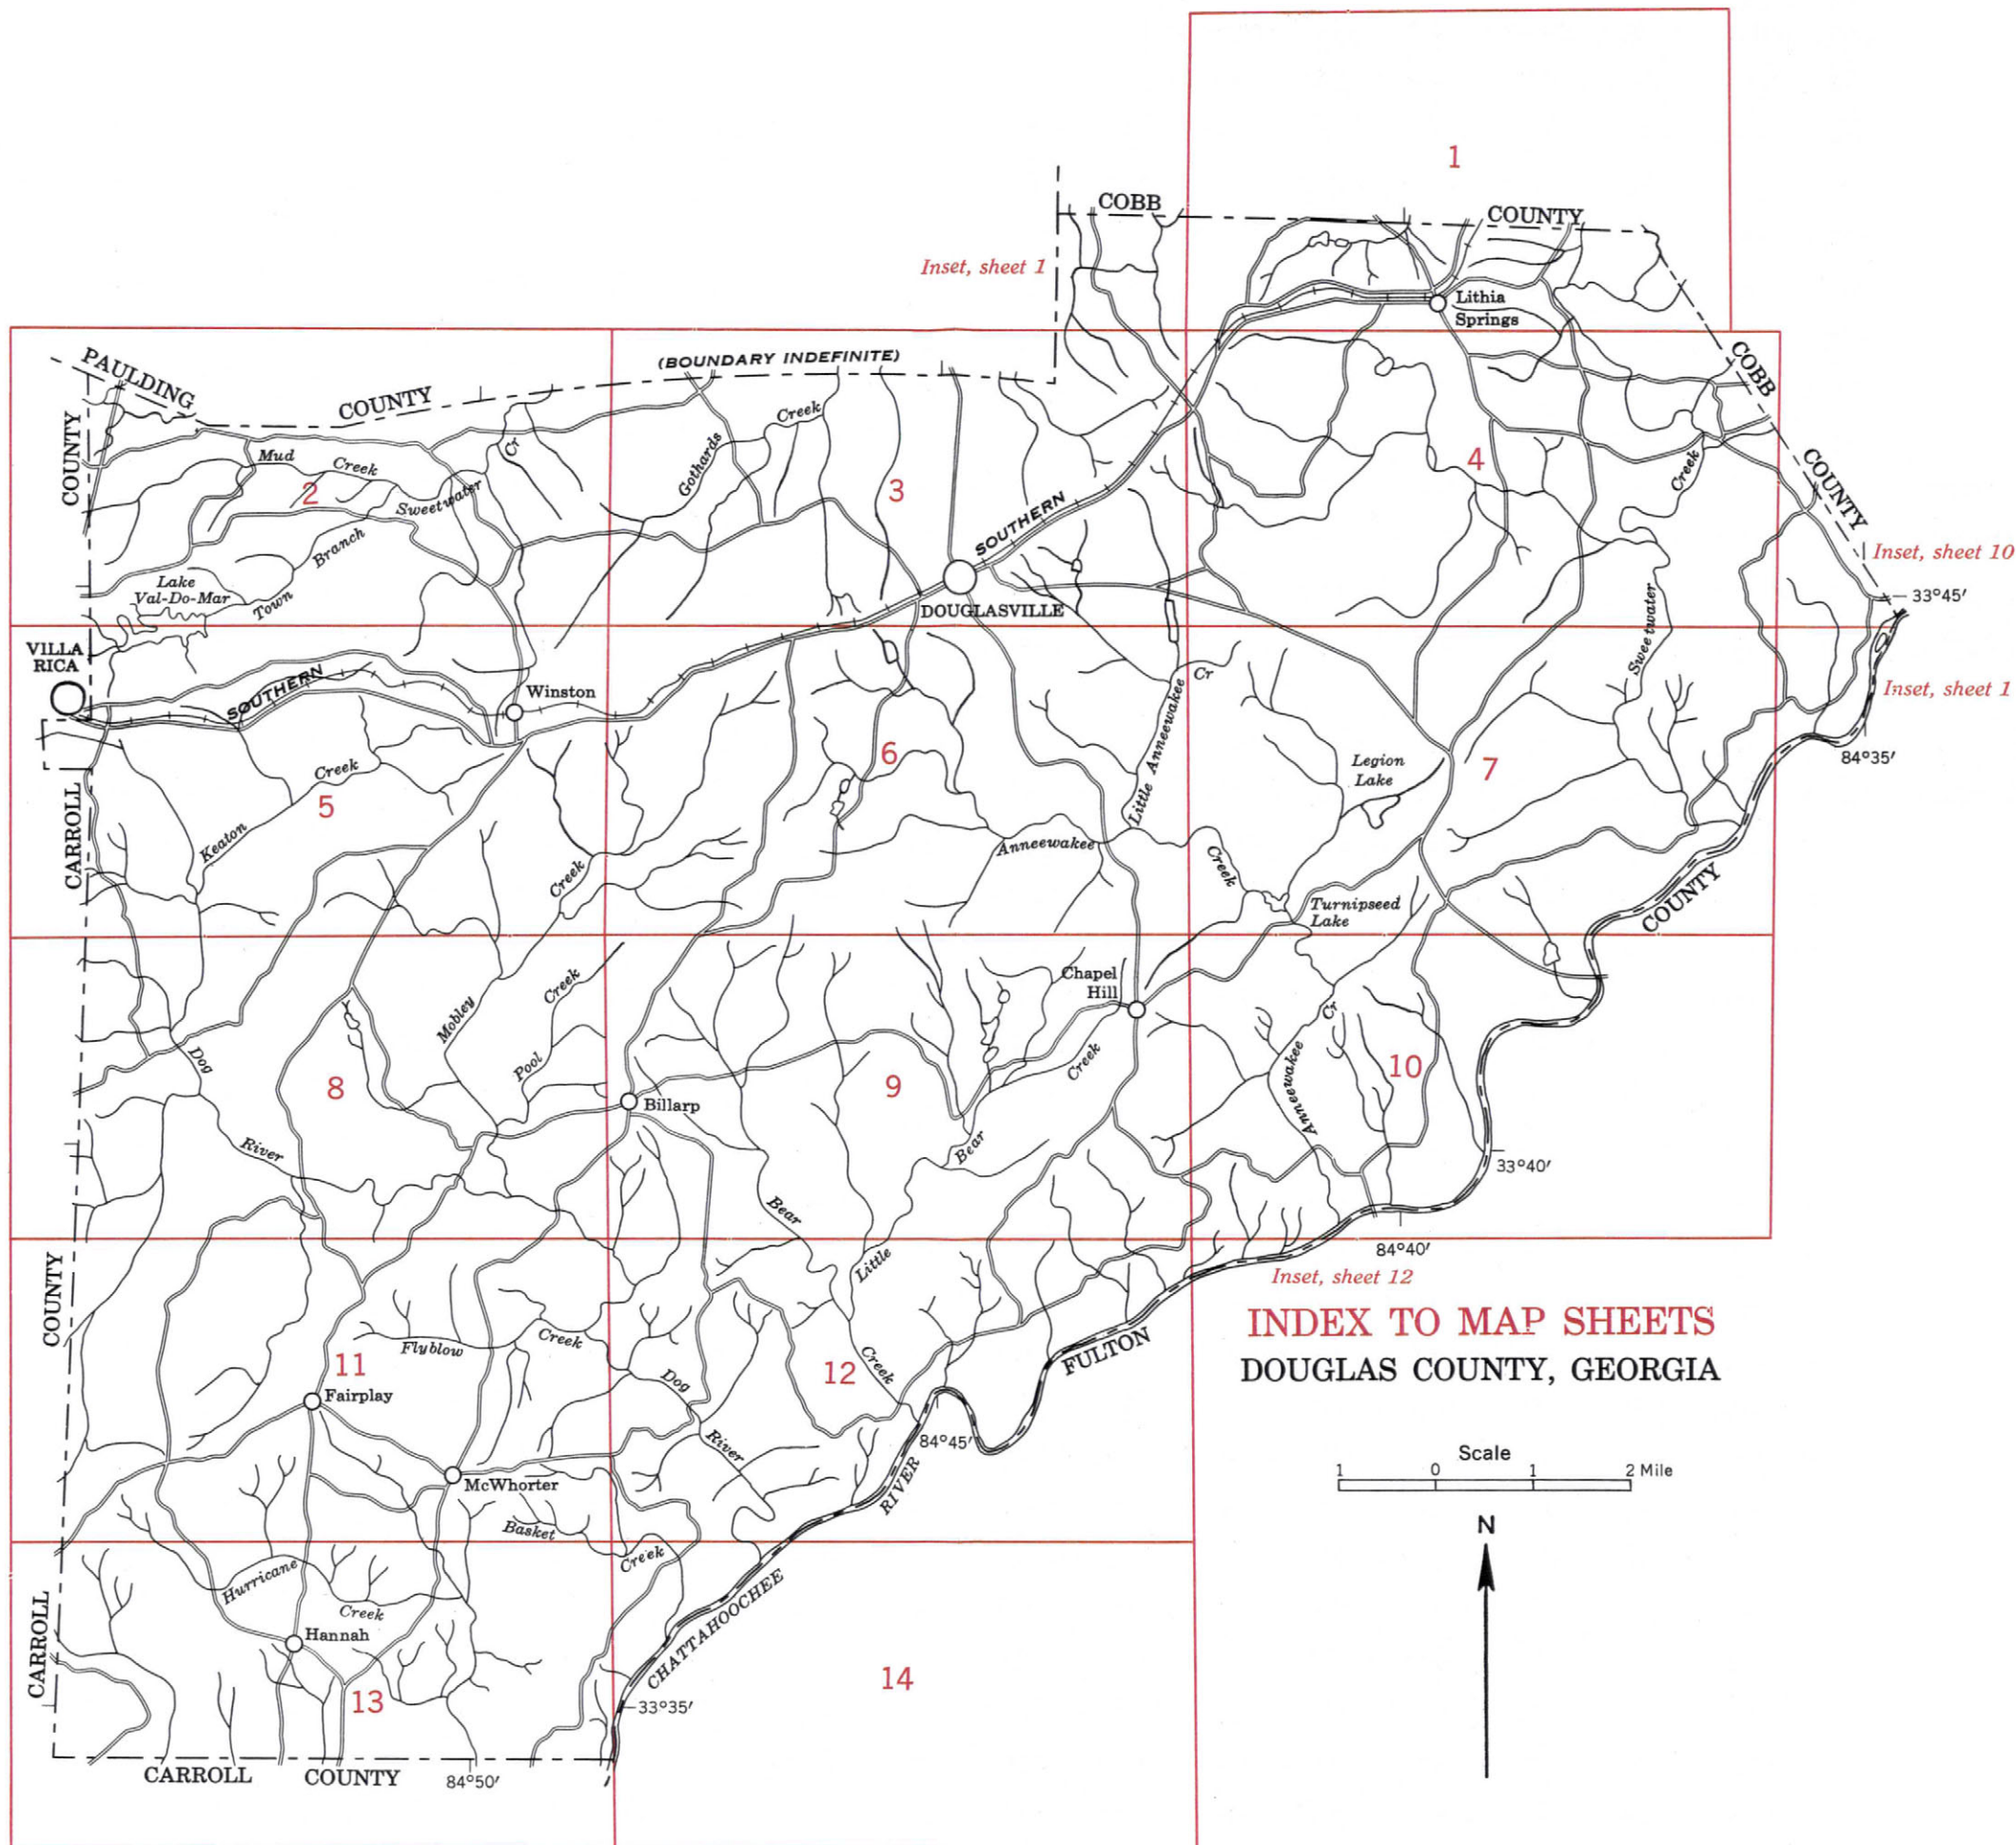 1
COBB
COUNTY
Inset, sheet 1
Lithia
Springs
PAULDING
COUNTY
(BOUNDARY INDEFINITE)
COBB
COUNTY
COUNTY
Mud
Creek
Cr
Gothards
Creek
2
3
4
Creek
Sweetwater
SOUTHERN
Branch
Inset, sheet 10
33°45'
Lake
Val-Do-Mar
Town
DOUGLASVILLE
Sweetwater
VILLA
RICA
Cr
SOUTHERN
Winston
Inset, sheet 1
Little Anneewakee
6
84°35'
Legion
Lake
7
Creek
5
CARROLL
Keaton
Anneewakee
Creek
Creek
Turnipseed
Lake
COUNTY
Chapel
Hill
Creek
Mobley
Cr
Dog
Pool
Creek
Anneewakee
10
8
9
Billarp
River
Bear
33°40'
Bear
COUNTY
Little
84°40'
Inset, sheet 12
INDEX TO MAP SHEETS
DOUGLAS COUNTY, GEORGIA
Flyblow
Creek
FULTON
11
12
Creek
Fairplay
Dog
River
84°45'
Scale
1 0 1 2 Mile
McWhorter
RIVER
Basket
N
Creek
Hurricane
Creek
CARROLL
Hannah
CHATTAHOOCHEE
14
13
33°35'
CARROLL
COUNTY
84°50'